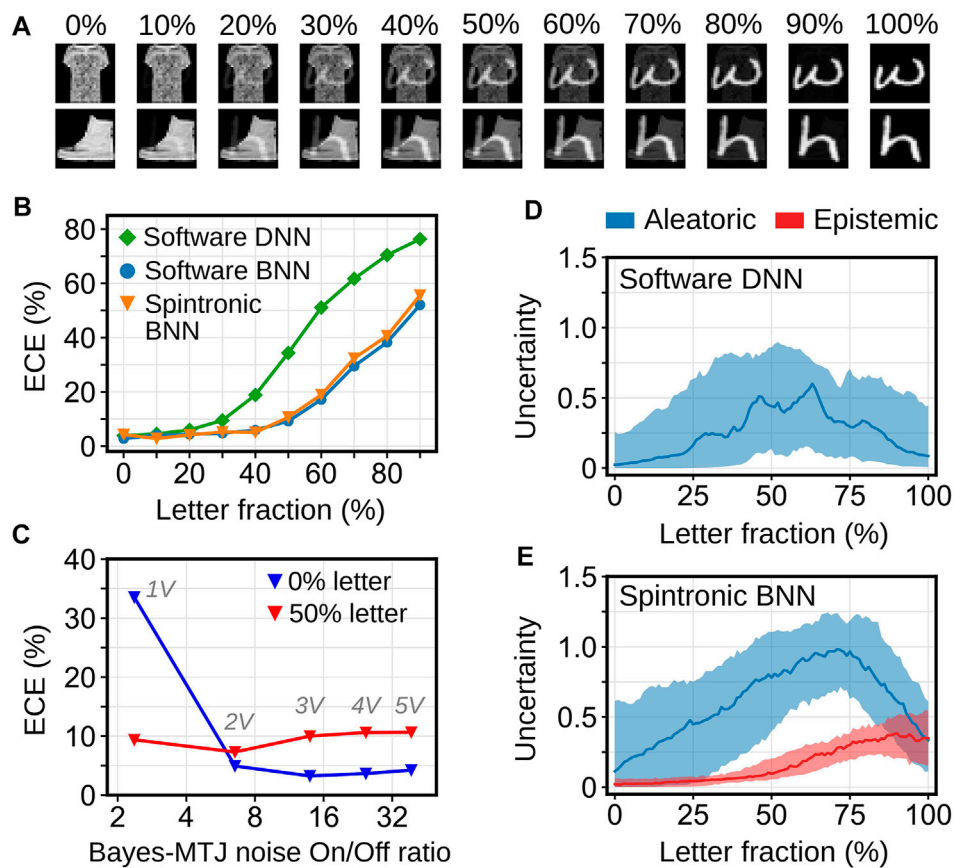 A
0% 10% 20% 30% 40% 50% 60% 70% 80% 90% 100%
B
Software DNN
Software BNN
Spintronic
BNN
ECE (%)
80
60
40
20
0
0 20 40 60 80
Letter fraction (%)
C
0% letter
50% letter
1V
2V
3V
4V
5V
ECE (%)
40
30
20
10
0
2 4 8 16 32
Bayes-MTJ noise On/Off ratio
D
Aleatoric Epistemic
Software DNN
Uncertainty
1.5
1.0
0.5
0
0 25 50 75 100
Letter fraction (%)
E
Spintronic BNN
Uncertainty
1.5
1.0
0.5
0
0 25 50 75 100
Letter fraction (%)